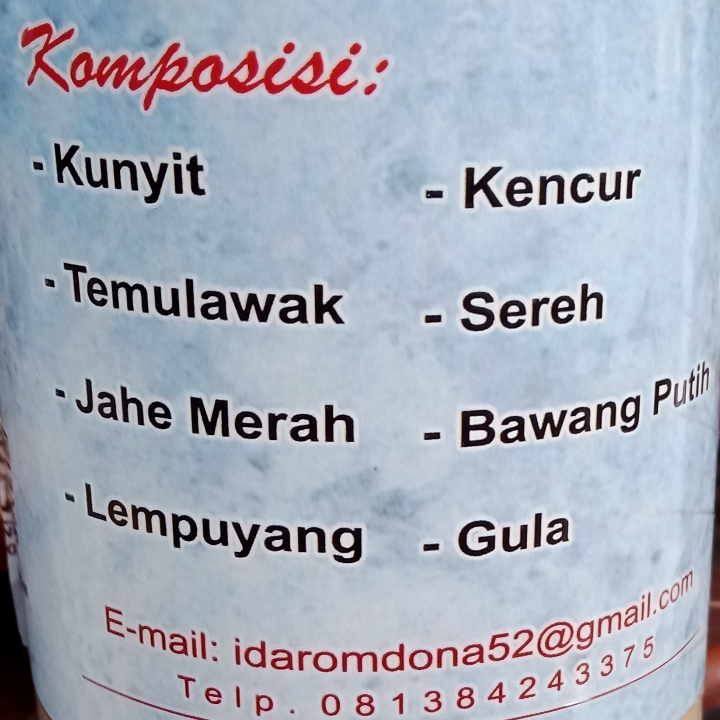 Komposisi:
- Kunyit
- Temulawak
- Jahe Merah
- Lempuyang
- Kencur
- Sereh
- Bawang Putih
- Gula
E-mail: idaromdona52@gmail.com
Telp. 081384243375